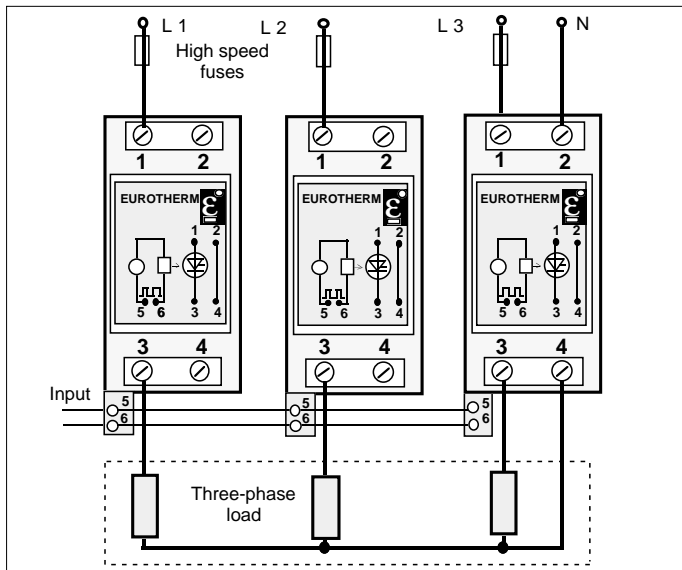 L 1 L 2 L 3 N
High speed
fuses
1 2 1 2 1 2
EUROTHERM EUROTHERM EUROTHERM
1 2 1 2 1 2
5 6 3 4 5 6 3 4 5 6 3 4
3 4 3 4 3 4
Input
5 5 5
6 6 6
Three-phase
load